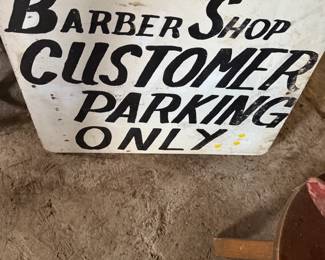 BARBER SHOP
CUSTOMER
PARKING
ONLY